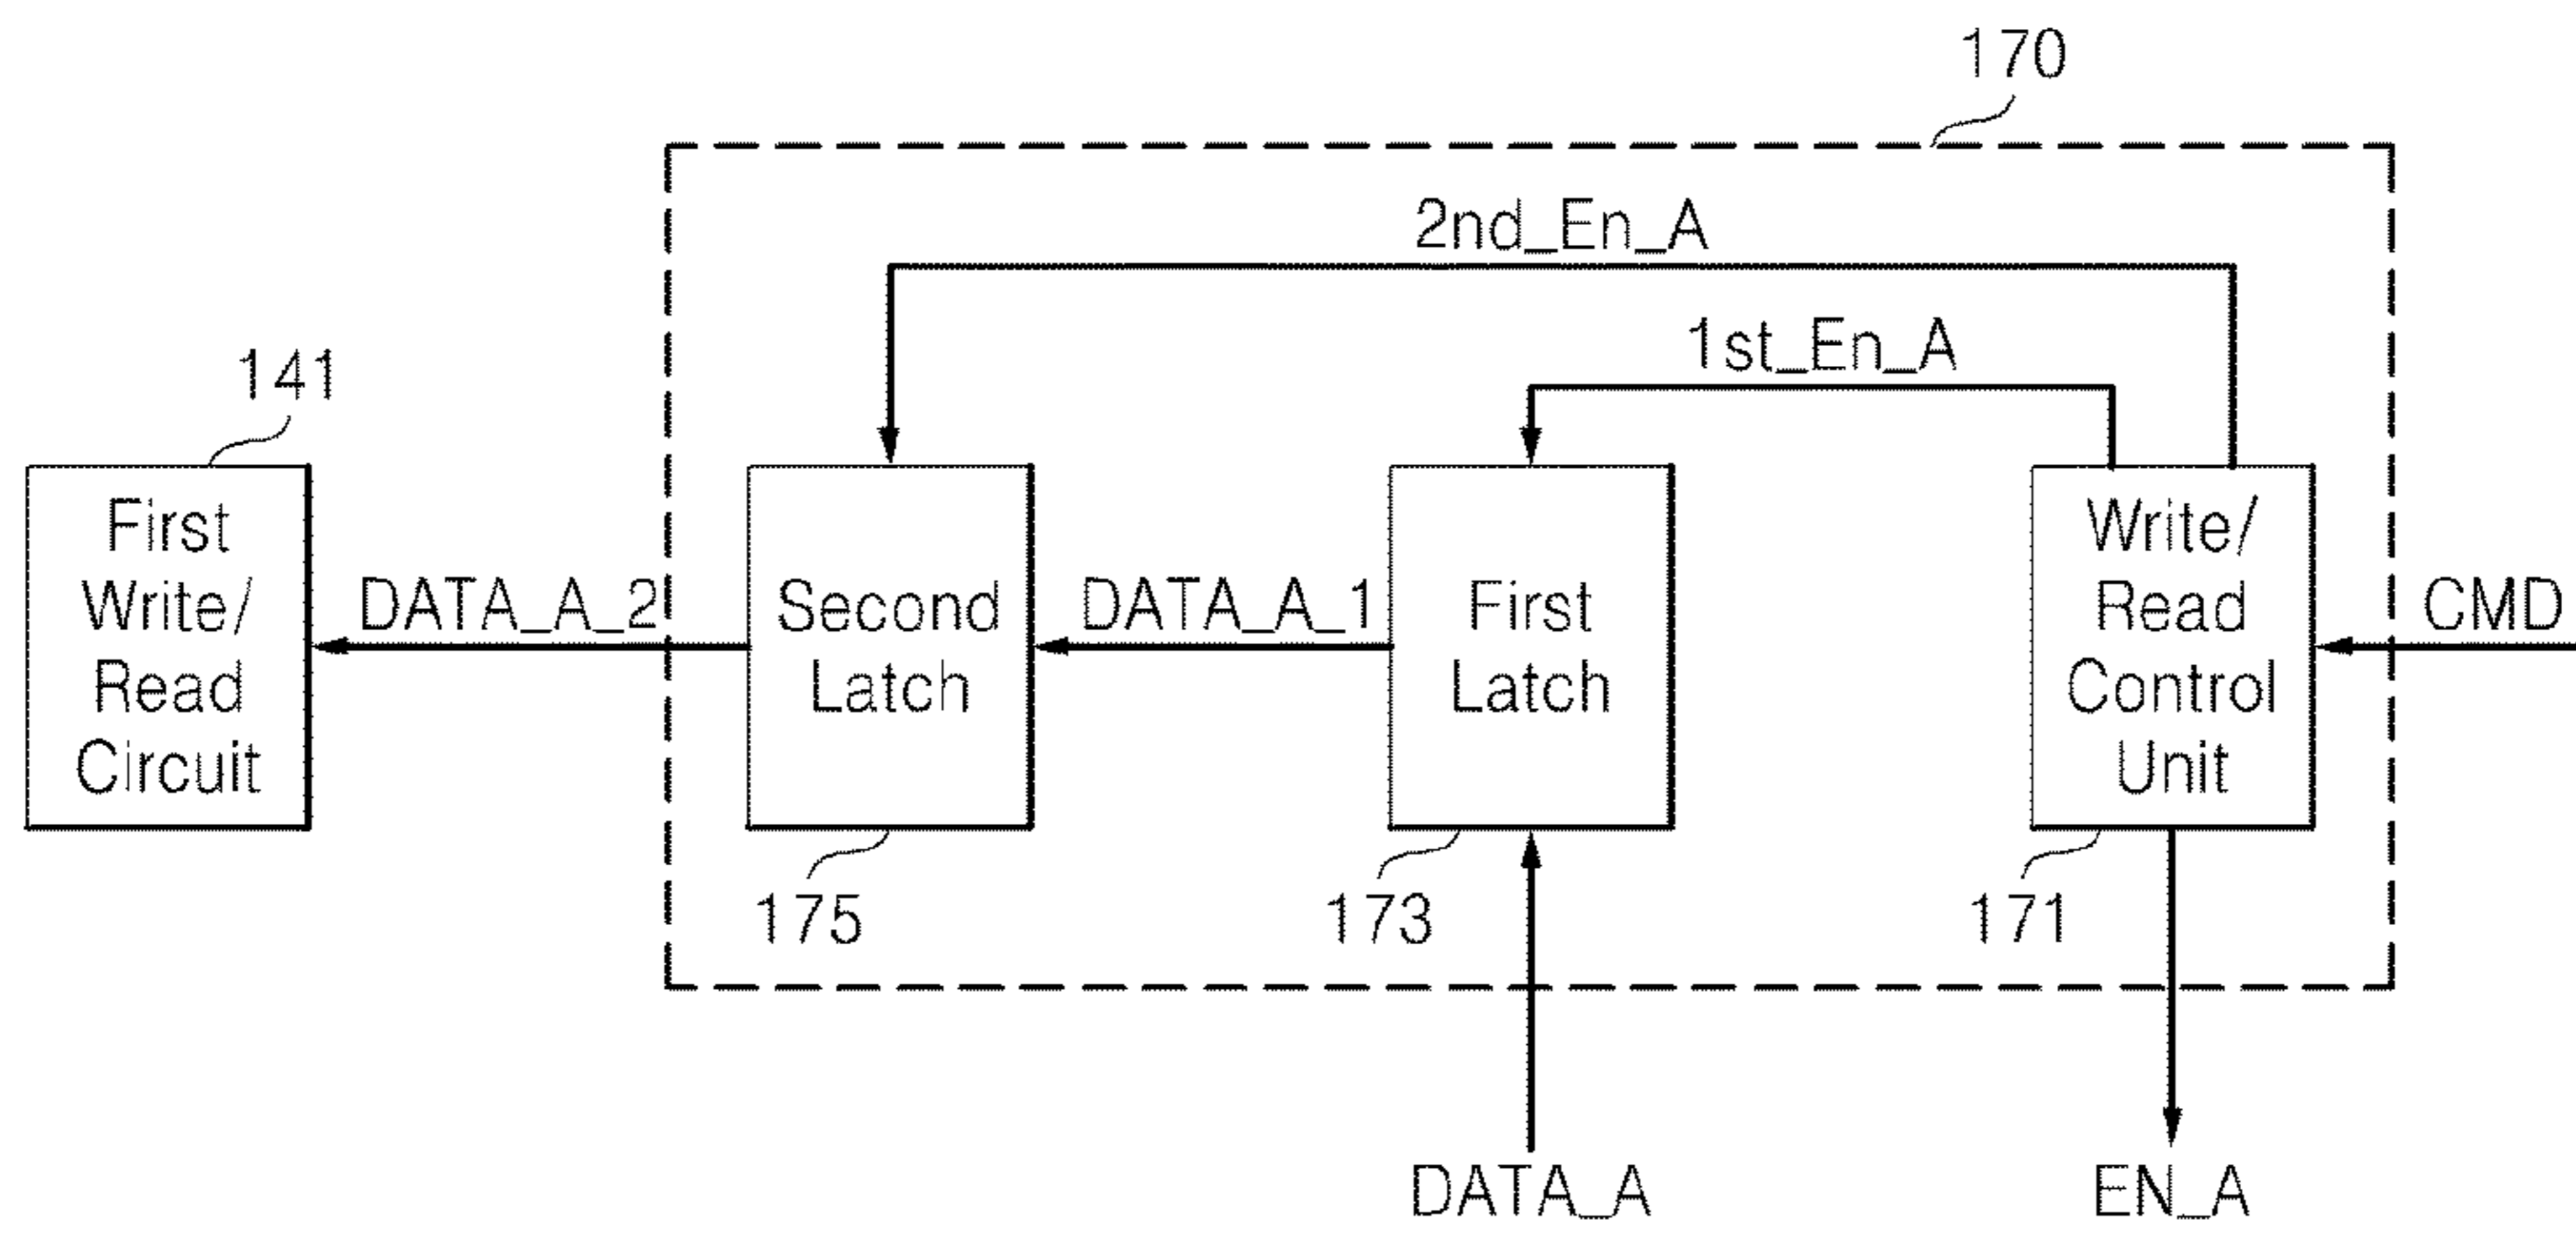 170
2nd_En_A
1st_En_A
141
First
Write/
Read
Circuit
DATA_A_2
Second
Latch
DATA_A_1
First
Latch
Write/
Read
Control
Unit
CMD
175
173
171
DATA_A
EN_A